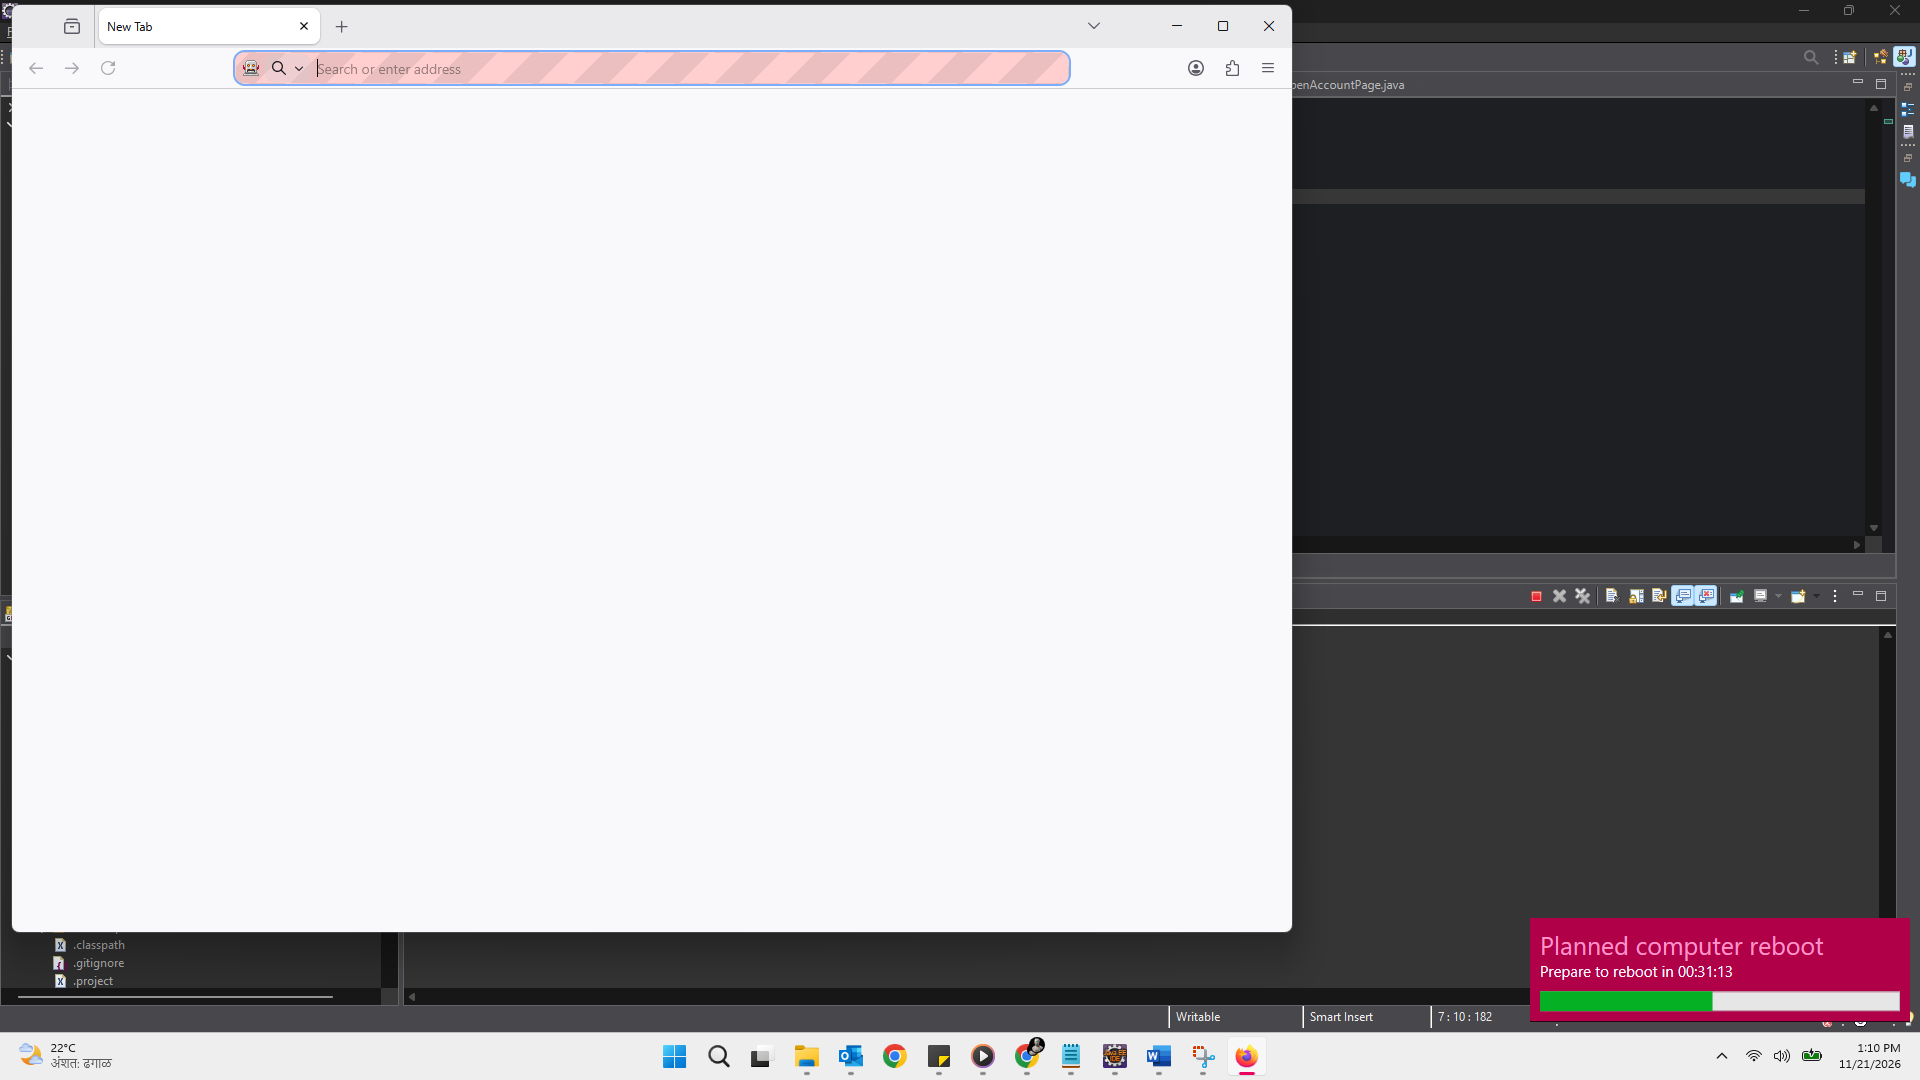 New Tab
Search or enter address
penAccountPage.java
.classpath
.gitignore
.project
Planned computer reboot
Prepare to reboot in 00:31:13
Writable
Smart Insert
7 : 10 : 182
22°C
अंशत: ढगाळ
1:10 PM
11/21/2026